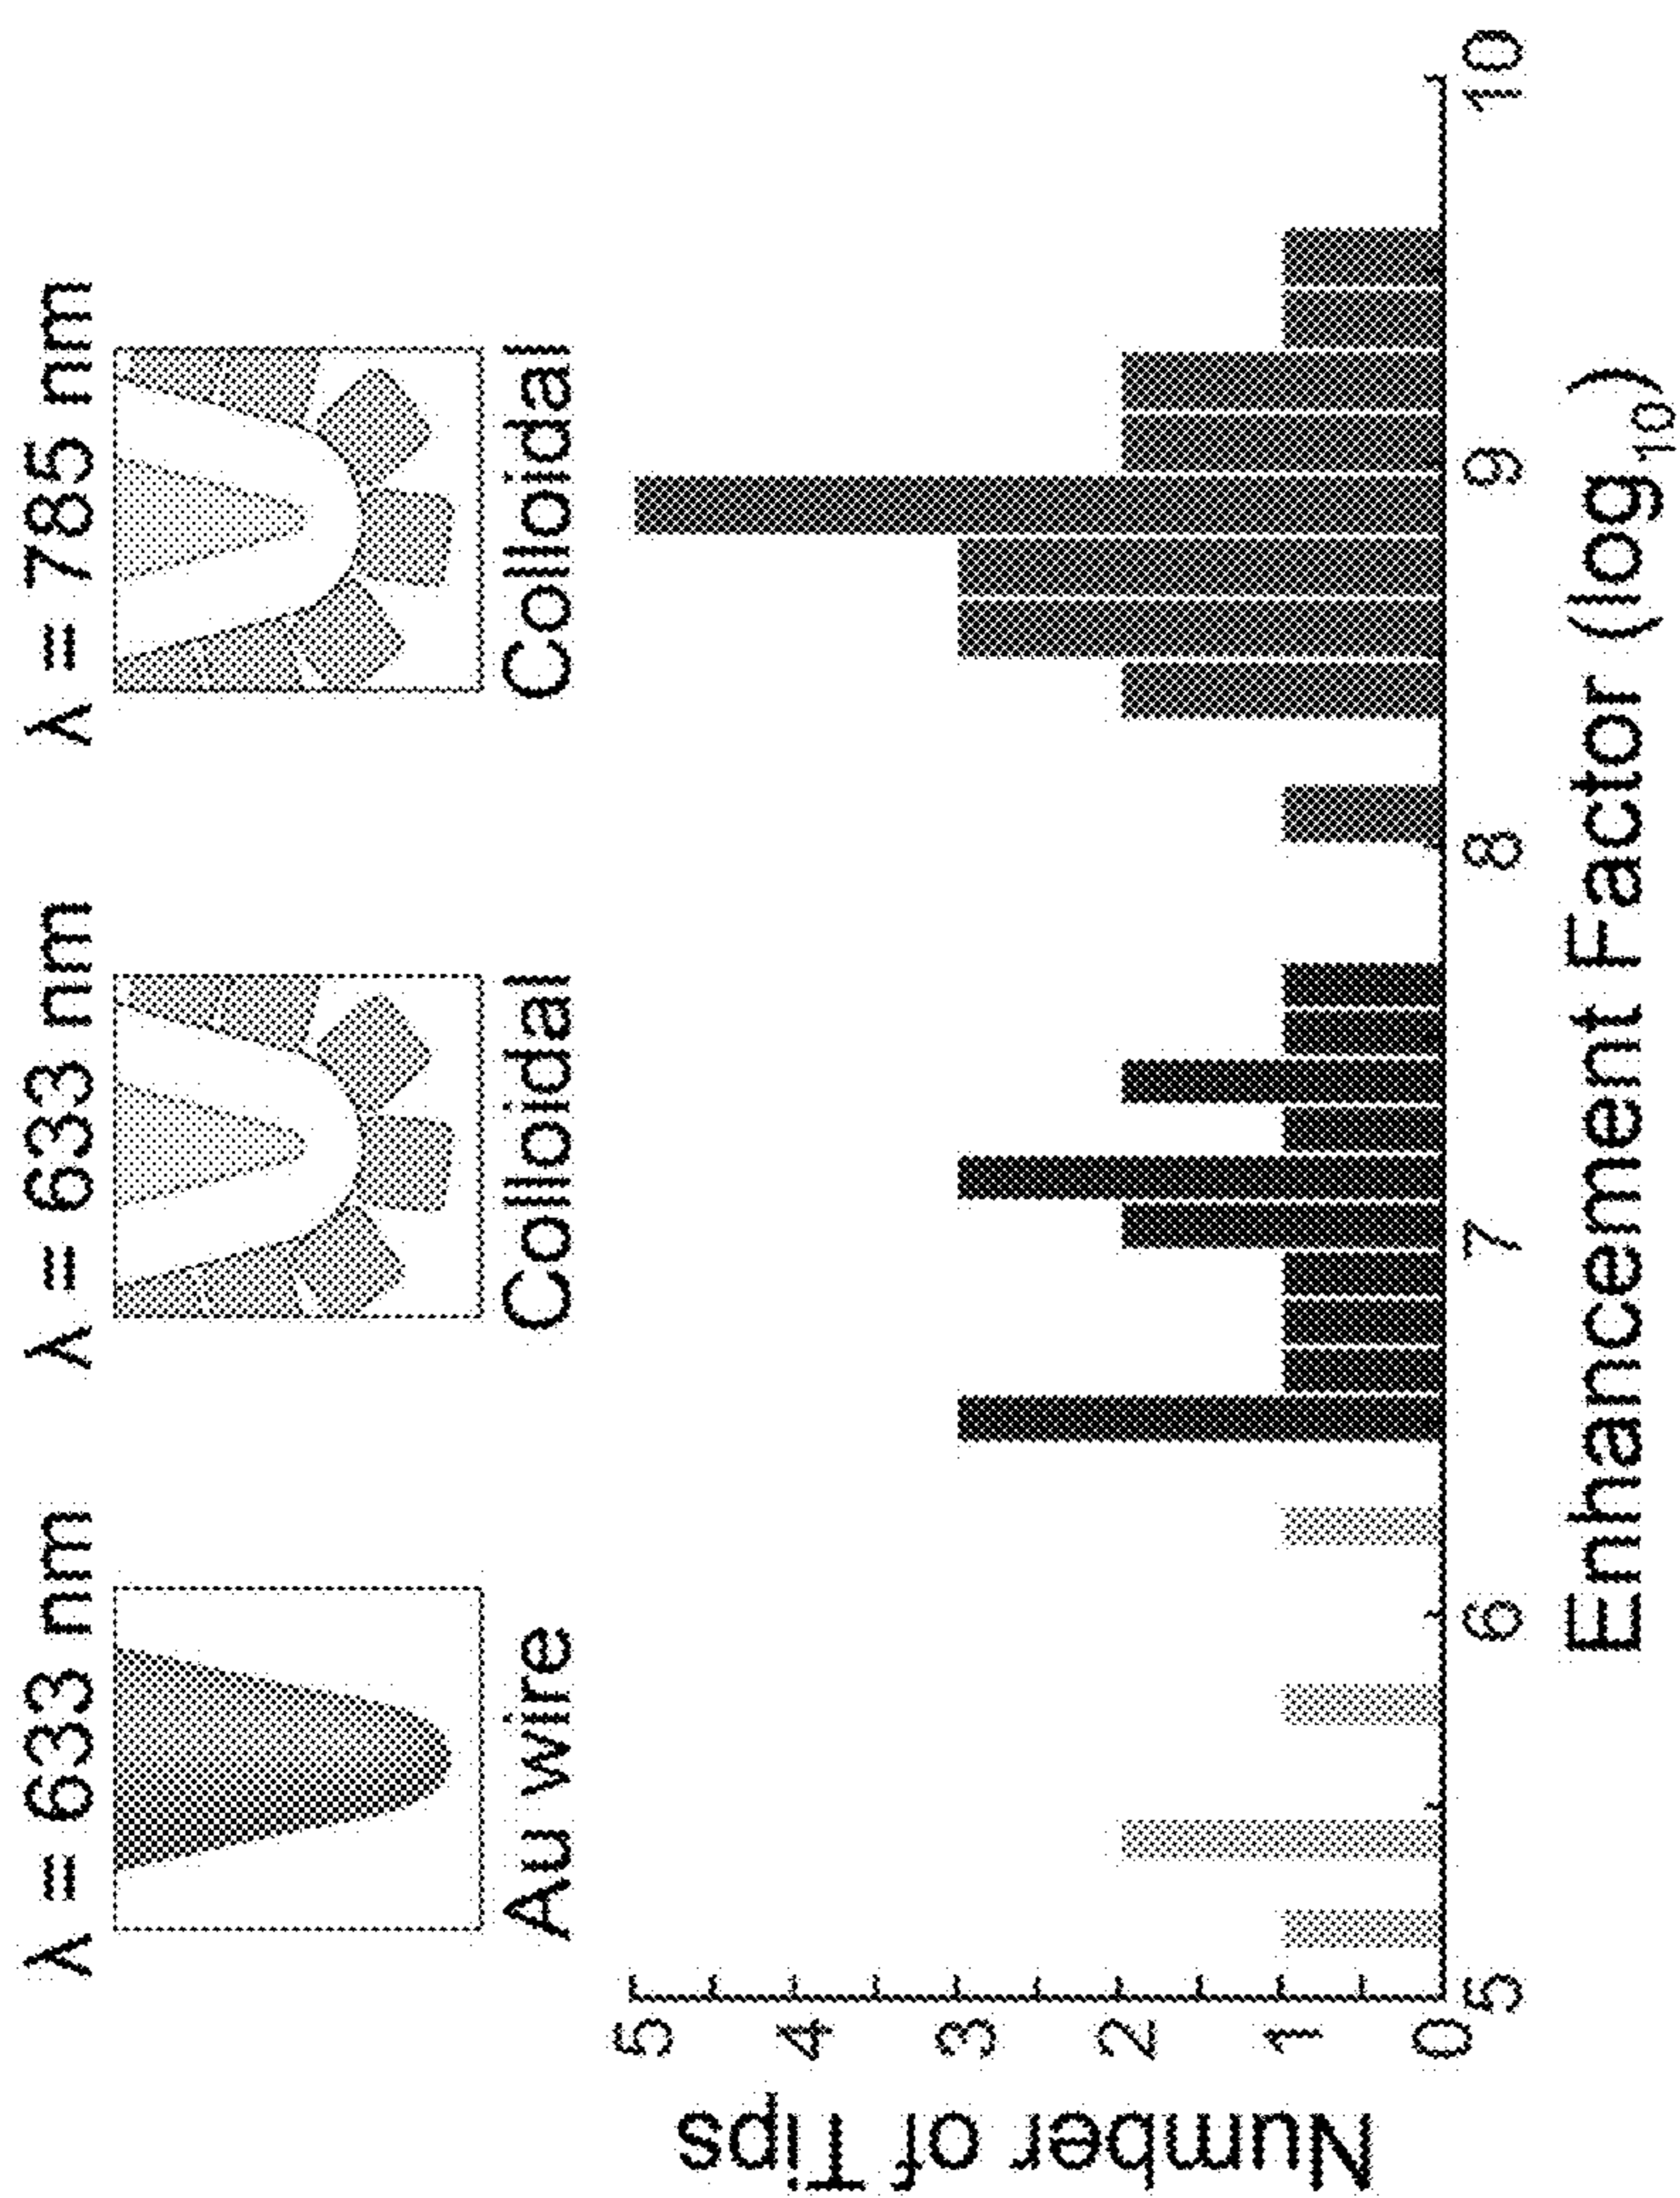 λ = 633 nm λ = 633 nm λ = 785 nm
Au wire Colloidal Colloidal
Number of Tips
5
4
3
2
1
0
5 6 7 8 9 10
Enhancement Factor (log₁₀)